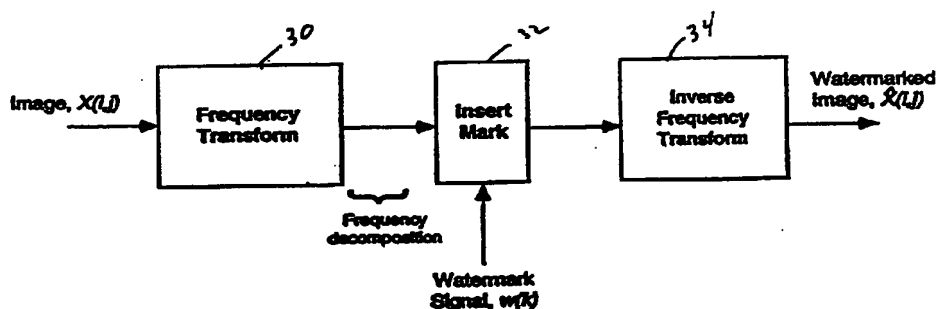 30
32
34
Image, X(i,j)
Frequency
Transform
Insert
Mark
Inverse
Frequency
Transform
Watermarked
Image, X̂(i,j)
Frequency
decomposition
Watermark
Signal, w(k)